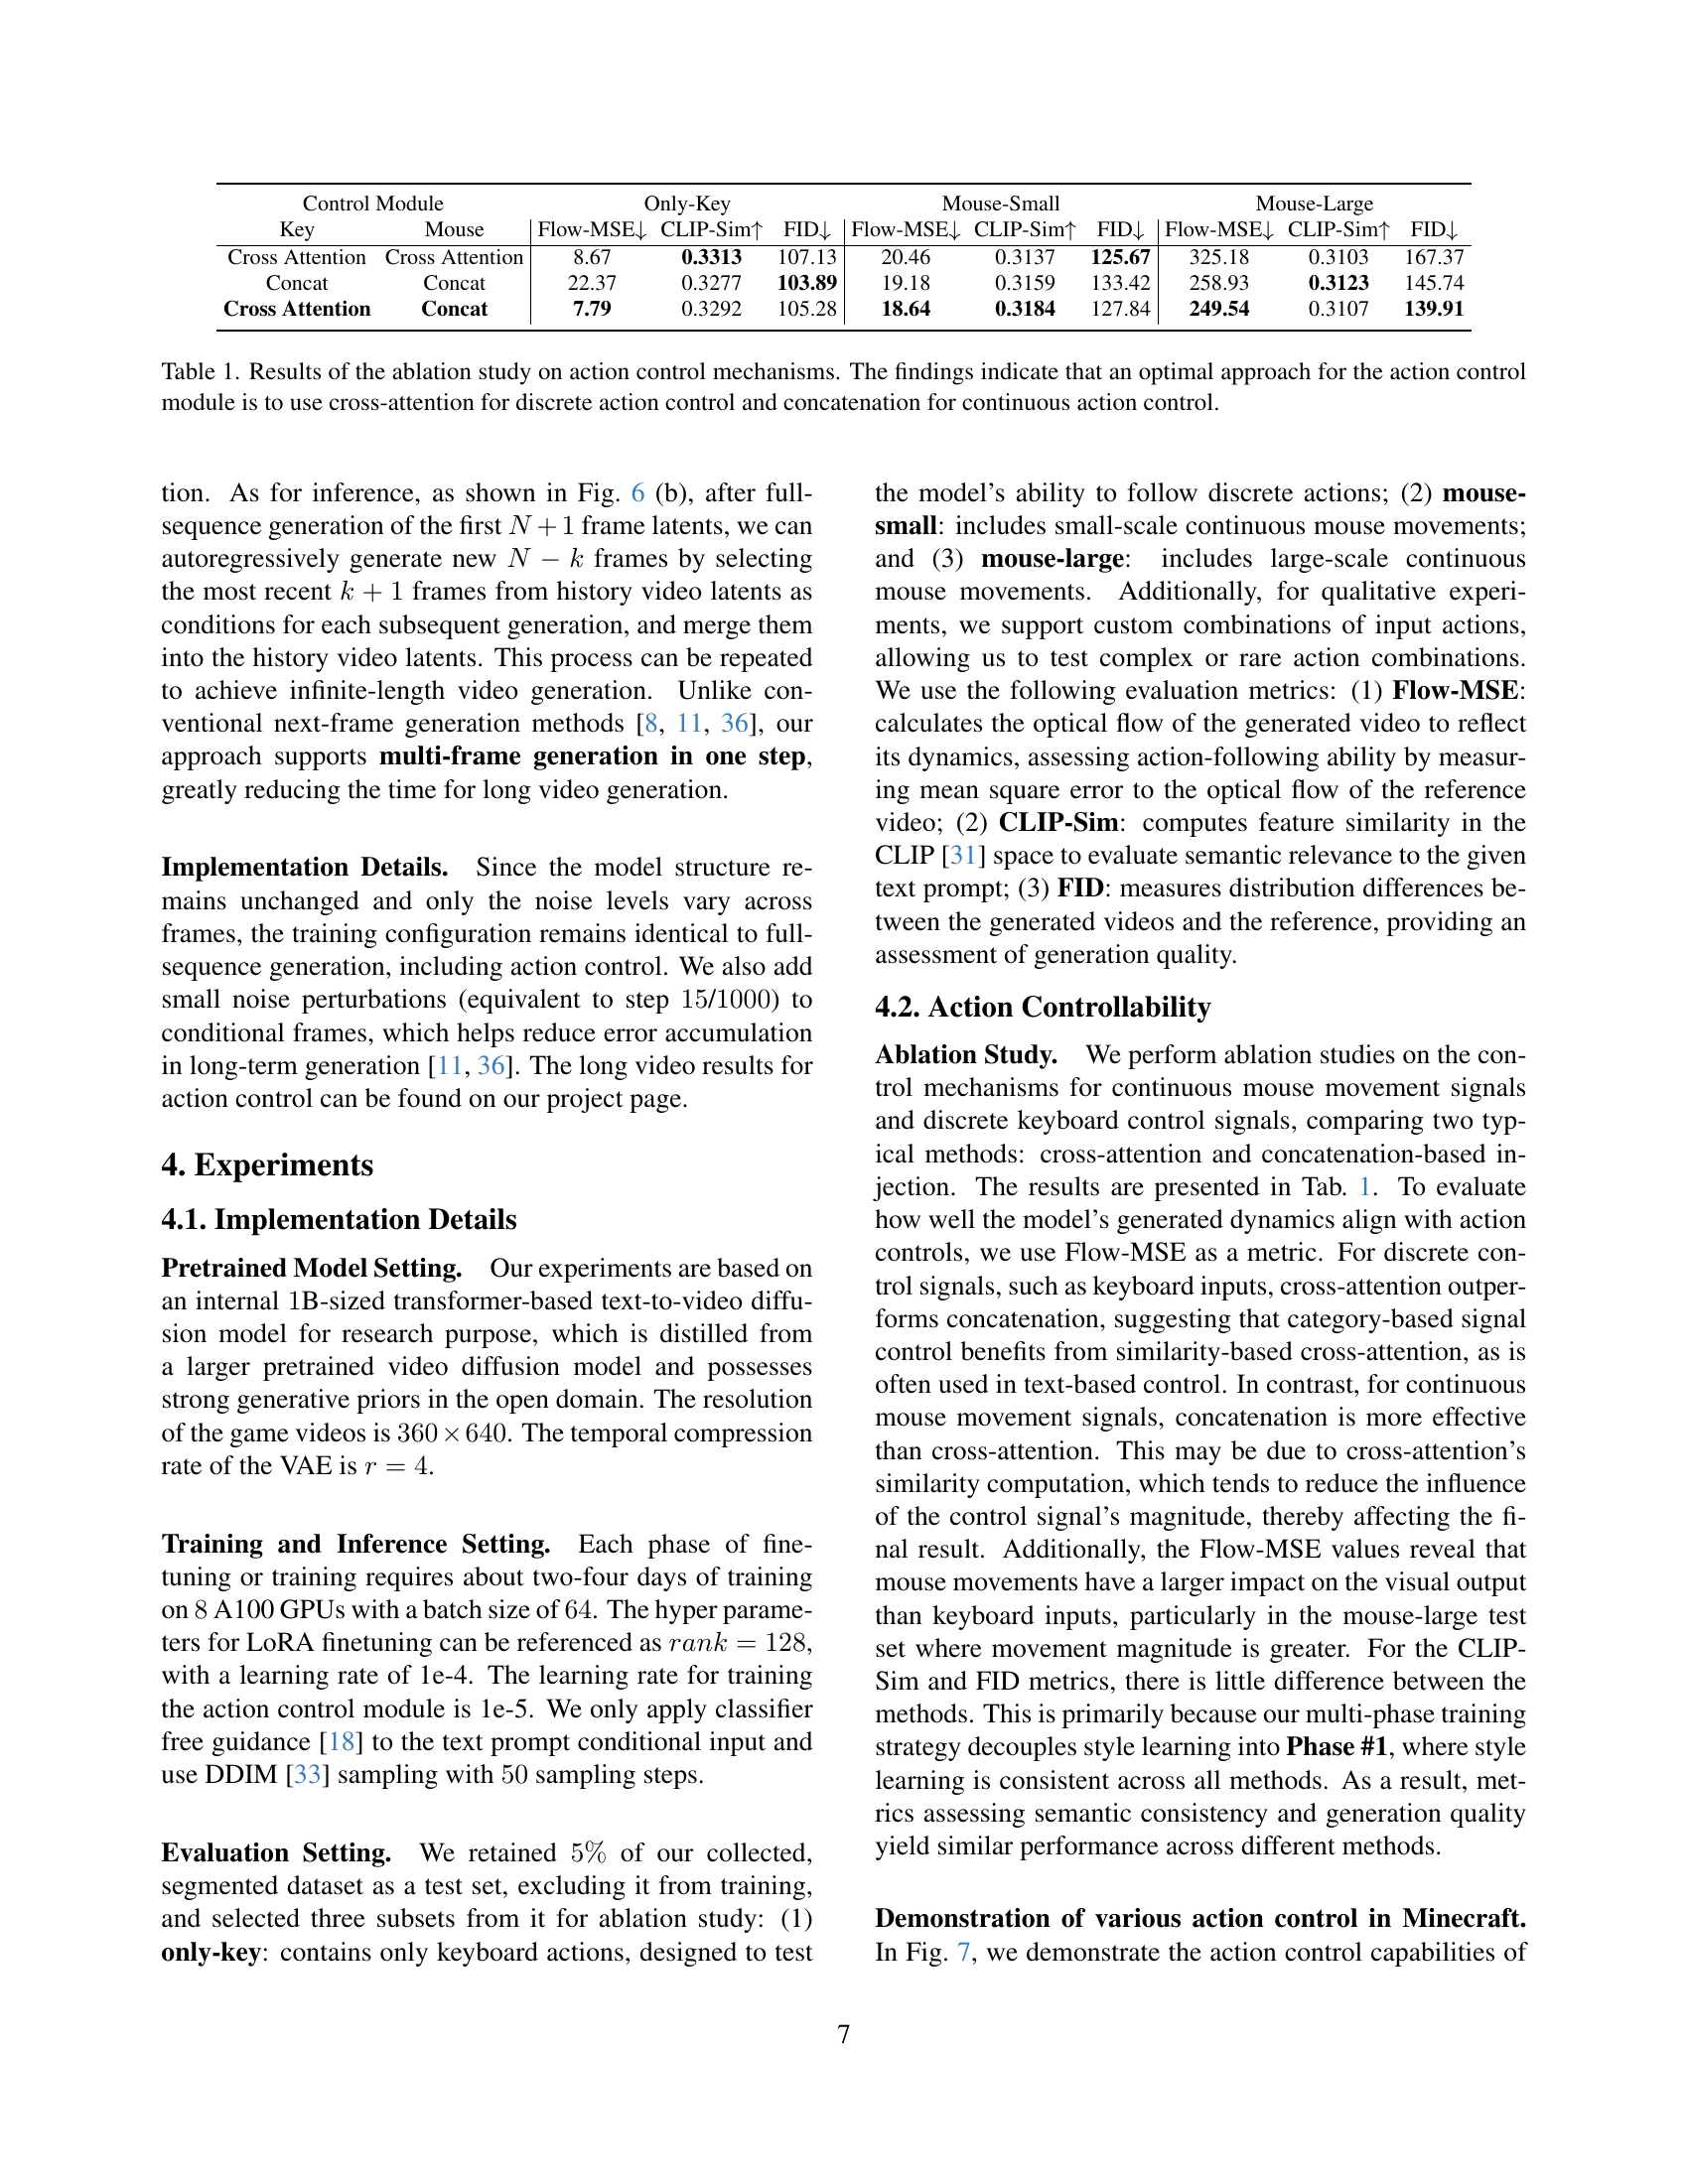 Control Module Only-Key Mouse-Small Mouse-Large
Key Mouse Flow-MSE↓ CLIP-Sim↑ FID↓ Flow-MSE↓ CLIP-Sim↑ FID↓ Flow-MSE↓ CLIP-Sim↑ FID↓
Cross Attention Cross Attention 8.67 0.3313 107.13 20.46 0.3137 125.67 325.18 0.3103 167.37
Concat Concat 22.37 0.3277 103.89 19.18 0.3159 133.42 258.93 0.3123 145.74
Cross Attention Concat 7.79 0.3292 105.28 18.64 0.3184 127.84 249.54 0.3107 139.91
Table 1. Results of the ablation study on action control mechanisms. The findings indicate that an optimal approach for the action control
module is to use cross-attention for discrete action control and concatenation for continuous action control.
tion. As for inference, as shown in Fig. 6 (b), after full-
sequence generation of the first N + 1 frame latents, we can
autoregressively generate new N − k frames by selecting
the most recent k + 1 frames from history video latents as
conditions for each subsequent generation, and merge them
into the history video latents. This process can be repeated
to achieve infinite-length video generation. Unlike con-
ventional next-frame generation methods [8, 11, 36], our
approach supports multi-frame generation in one step,
greatly reducing the time for long video generation.
Implementation Details. Since the model structure re-
mains unchanged and only the noise levels vary across
frames, the training configuration remains identical to full-
sequence generation, including action control. We also add
small noise perturbations (equivalent to step 15/1000) to
conditional frames, which helps reduce error accumulation
in long-term generation [11, 36]. The long video results for
action control can be found on our project page.
4. Experiments
4.1. Implementation Details
Pretrained Model Setting. Our experiments are based on
an internal 1B-sized transformer-based text-to-video diffu-
sion model for research purpose, which is distilled from
a larger pretrained video diffusion model and possesses
strong generative priors in the open domain. The resolution
of the game videos is 360 × 640. The temporal compression
rate of the VAE is r = 4.
Training and Inference Setting. Each phase of fine-
tuning or training requires about two-four days of training
on 8 A100 GPUs with a batch size of 64. The hyper parame-
ters for LoRA finetuning can be referenced as rank = 128,
with a learning rate of 1e-4. The learning rate for training
the action control module is 1e-5. We only apply classifier
free guidance [18] to the text prompt conditional input and
use DDIM [33] sampling with 50 sampling steps.
Evaluation Setting. We retained 5% of our collected,
segmented dataset as a test set, excluding it from training,
and selected three subsets from it for ablation study: (1)
only-key: contains only keyboard actions, designed to test
the model's ability to follow discrete actions; (2) mouse-
small: includes small-scale continuous mouse movements;
and (3) mouse-large: includes large-scale continuous
mouse movements. Additionally, for qualitative experi-
ments, we support custom combinations of input actions,
allowing us to test complex or rare action combinations.
We use the following evaluation metrics: (1) Flow-MSE:
calculates the optical flow of the generated video to reflect
its dynamics, assessing action-following ability by measur-
ing mean square error to the optical flow of the reference
video; (2) CLIP-Sim: computes feature similarity in the
CLIP [31] space to evaluate semantic relevance to the given
text prompt; (3) FID: measures distribution differences be-
tween the generated videos and the reference, providing an
assessment of generation quality.
4.2. Action Controllability
Ablation Study. We perform ablation studies on the con-
trol mechanisms for continuous mouse movement signals
and discrete keyboard control signals, comparing two typ-
ical methods: cross-attention and concatenation-based in-
jection. The results are presented in Tab. 1. To evaluate
how well the model's generated dynamics align with action
controls, we use Flow-MSE as a metric. For discrete con-
trol signals, such as keyboard inputs, cross-attention outper-
forms concatenation, suggesting that category-based signal
control benefits from similarity-based cross-attention, as is
often used in text-based control. In contrast, for continuous
mouse movement signals, concatenation is more effective
than cross-attention. This may be due to cross-attention's
similarity computation, which tends to reduce the influence
of the control signal's magnitude, thereby affecting the fi-
nal result. Additionally, the Flow-MSE values reveal that
mouse movements have a larger impact on the visual output
than keyboard inputs, particularly in the mouse-large test
set where movement magnitude is greater. For the CLIP-
Sim and FID metrics, there is little difference between the
methods. This is primarily because our multi-phase training
strategy decouples style learning into Phase #1, where style
learning is consistent across all methods. As a result, met-
rics assessing semantic consistency and generation quality
yield similar performance across different methods.
Demonstration of various action control in Minecraft.
In Fig. 7, we demonstrate the action control capabilities of
7